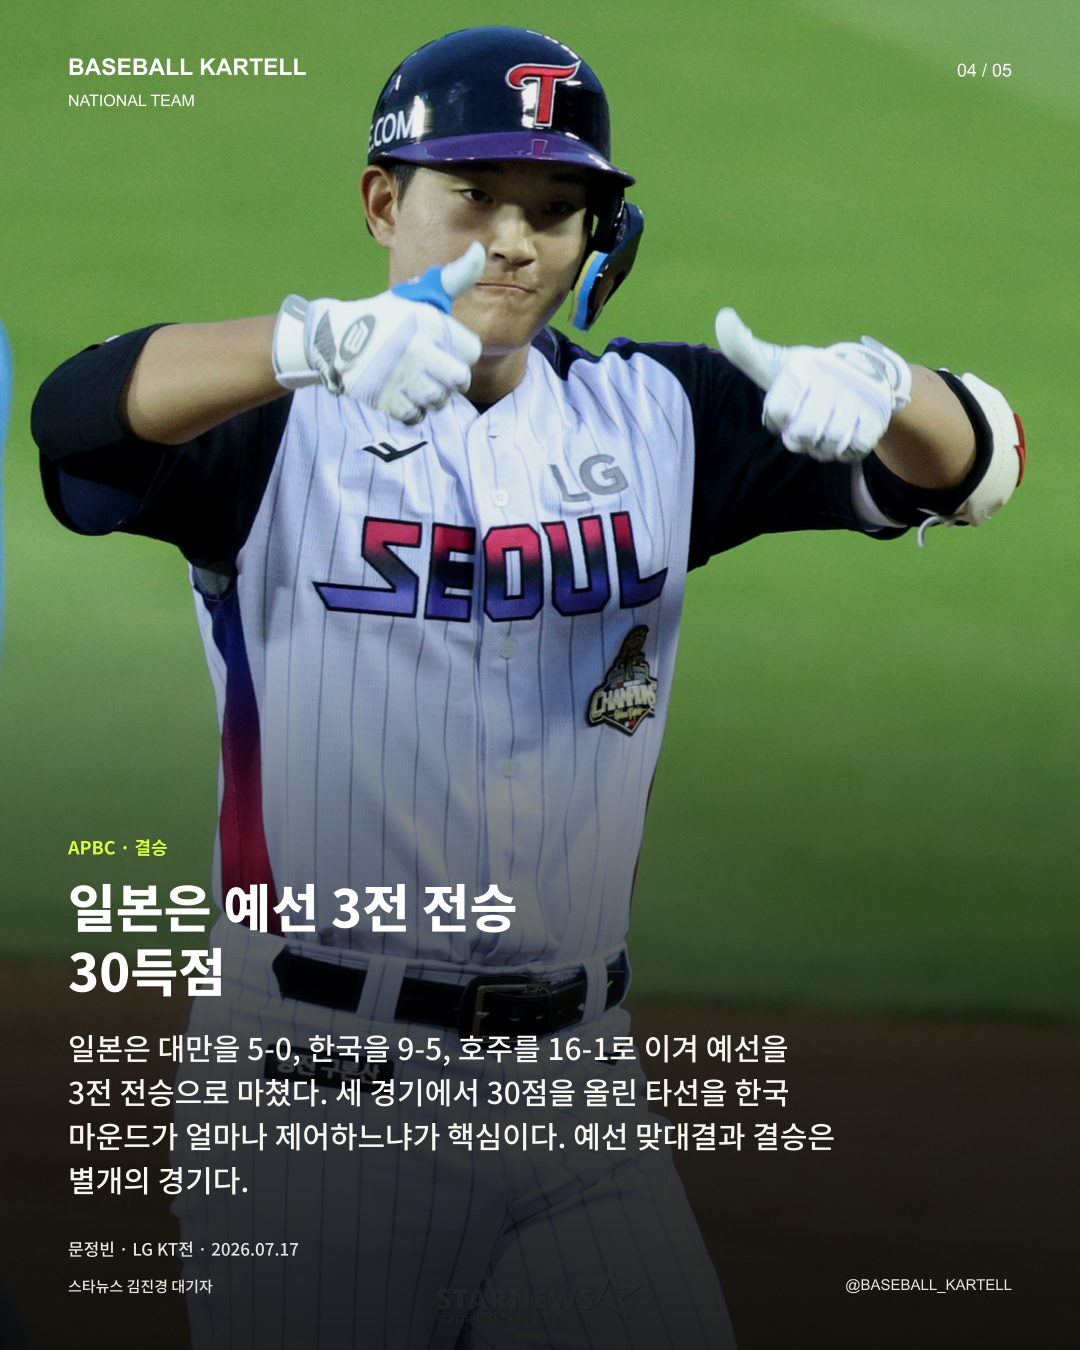 BASEBALL KARTELL
04 / 05
NATIONAL TEAM
T
.COM
LG
SEOUL
CHAMPIONS
APBC · 결승
일본은 예선 3전 전승
30득점
일본은 대만을 5-0, 한국을 9-5, 호주를 16-1로 이겨 예선을
3전 전승으로 마쳤다. 세 경기에서 30점을 올린 타선을 한국
마운드가 얼마나 제어하느냐가 핵심이다. 예선 맞대결과 결승은
별개의 경기다.
문정빈 · LG KT전 · 2026.07.17
스타뉴스 김진경 대기자
@BASEBALL_KARTELL
STARNEWS